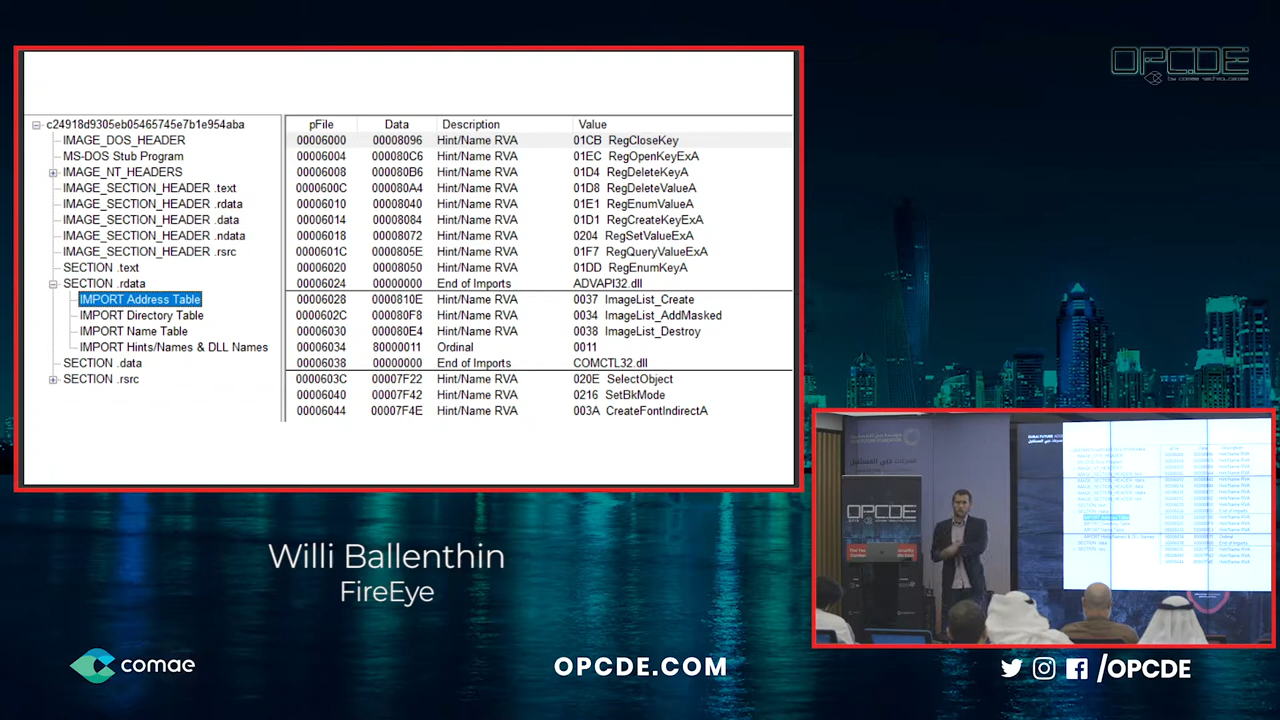 OPCDE
by comae technologies
c24918d9305eb05465745e7b1e954aba
IMAGE_DOS_HEADER
MS-DOS Stub Program
IMAGE_NT_HEADERS
IMAGE_SECTION_HEADER .text
IMAGE_SECTION_HEADER .rdata
IMAGE_SECTION_HEADER .data
IMAGE_SECTION_HEADER .ndata
IMAGE_SECTION_HEADER .rsrc
SECTION .text
SECTION .rdata
IMPORT Address Table
IMPORT Directory Table
IMPORT Name Table
IMPORT Hints/Names & DLL Names
SECTION .data
SECTION .rsrc
pFile Data Description Value
00006000 00008096 Hint/Name RVA 01CB RegCloseKey
00006004 000080C6 Hint/Name RVA 01EC RegOpenKeyExA
00006008 000080B6 Hint/Name RVA 01D4 RegDeleteKeyA
0000600C 000080A4 Hint/Name RVA 01D8 RegDeleteValueA
00006010 00008040 Hint/Name RVA 01E1 RegEnumValueA
00006014 00008084 Hint/Name RVA 01D1 RegCreateKeyExA
00006018 00008072 Hint/Name RVA 0204 RegSetValueExA
0000601C 0000805E Hint/Name RVA 01F7 RegQueryValueExA
00006020 00008050 Hint/Name RVA 01DD RegEnumKeyA
00006024 00000000 End of Imports ADVAPI32.dll
00006028 0000810E Hint/Name RVA 0037 ImageList_Create
0000602C 000080F8 Hint/Name RVA 0034 ImageList_AddMasked
00006030 000080E4 Hint/Name RVA 0038 ImageList_Destroy
00006034 80000011 Ordinal 0011
00006038 00000000 End of Imports COMCTL32.dll
0000603C 00007F22 Hint/Name RVA 020E SelectObject
00006040 00007F42 Hint/Name RVA 0216 SetBkMode
00006044 00007F4E Hint/Name RVA 003A CreateFontIndirectA
OPCDE
Willi Ballenthin
FireEye
comae
OPCDE.COM
/OPCDE